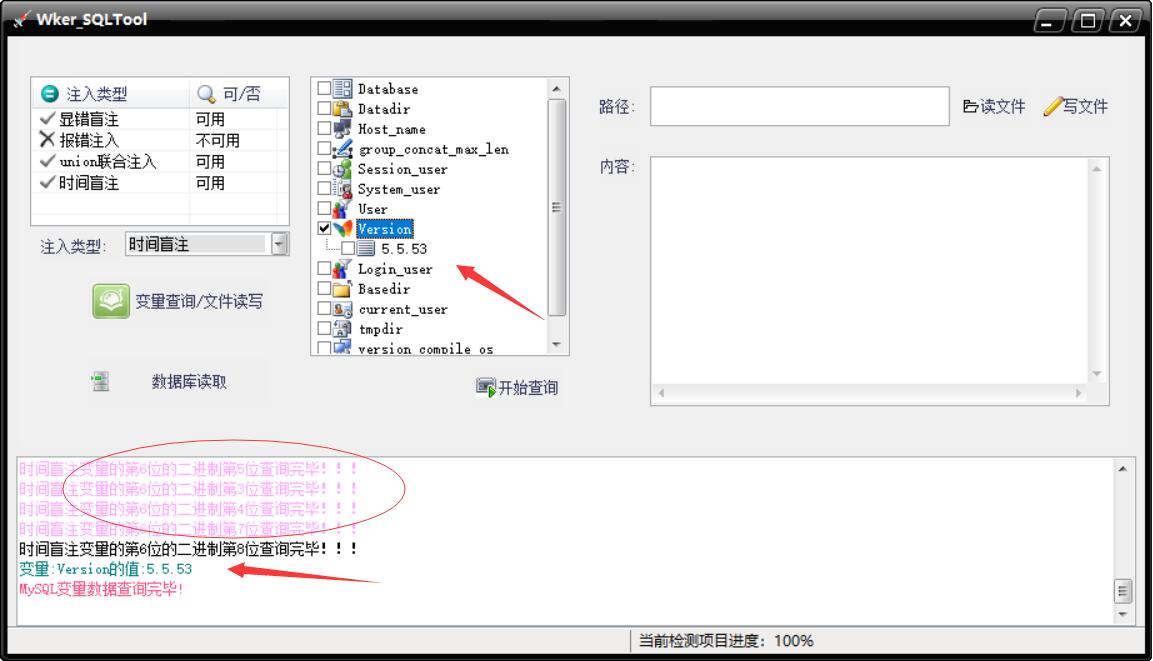 Wker_SQLTool
注入类型 可/否
显错盲注 可用
报错注入 不可用
union联合注入 可用
时间盲注 可用
注入类型: 时间盲注
变量查询/文件读写
数据库读取
Database
Datadir
Host_name
group_concat_max_len
Session_user
System_user
User
Version
5.5.53
Login_user
Basedir
current_user
tmpdir
version_compile_os
开始查询
路径:
读文件
写文件
内容:
时间盲注变量的第6位的二进制第5位查询完毕!!!
时间盲注变量的第6位的二进制第3位查询完毕!!!
时间盲注变量的第6位的二进制第4位查询完毕!!!
时间盲注变量的第6位的二进制第7位查询完毕!!!
时间盲注变量的第6位的二进制第8位查询完毕!!!
变量:Version的值:5.5.53
MySQL变量数据查询完毕!
当前检测项目进度: 100%